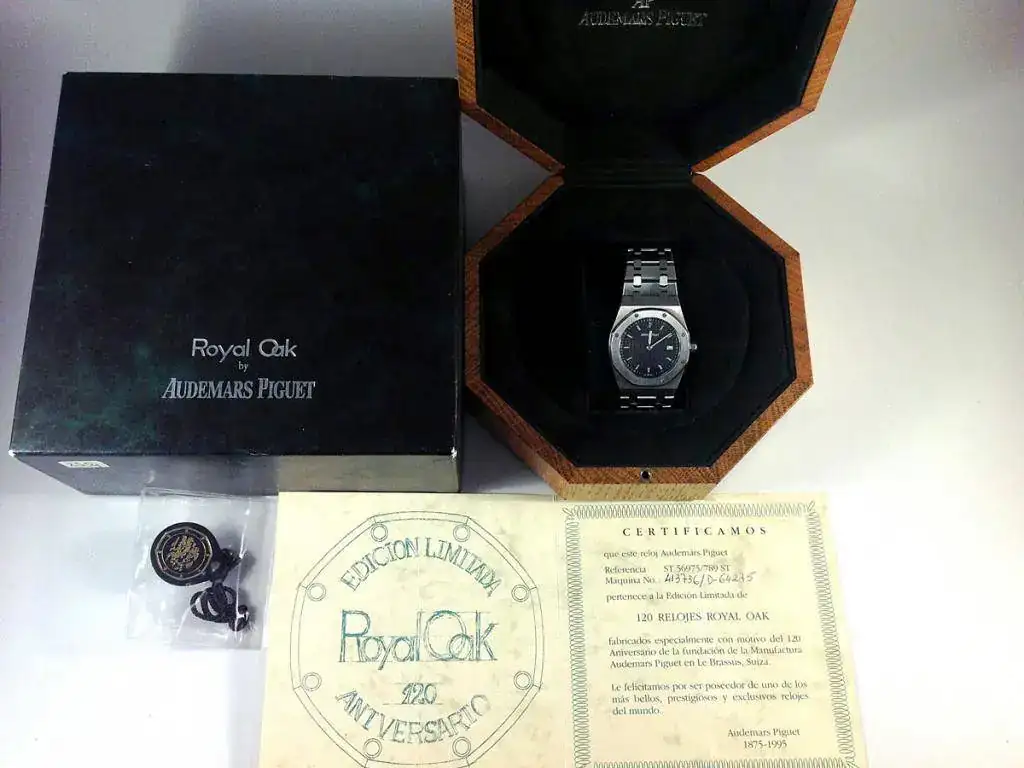 AP
AUDEMARS PIGUET
Royal Oak
by
AUDEMARS PIGUET
EDICION LIMITADA
Royal Oak
120
ANIVERSARIO
CERTIFICAMOS
que este reloj Audemars Piguet
Referencia ST.56975/789 ST
Maquina No. 413736/D-64275
pertenece a la Edición Limitada de
120 RELOJES ROYAL OAK
fabricados especialmente con motivo del 120
Aniversario de la fundación de la Manufactura
Audemars Piguet en Le Brassus, Suiza.
Le felicitamos por ser poseedor de uno de los
más bellos, prestigiosos y exclusivos relojes
del mundo.
Audemars Piguet
1875-1995